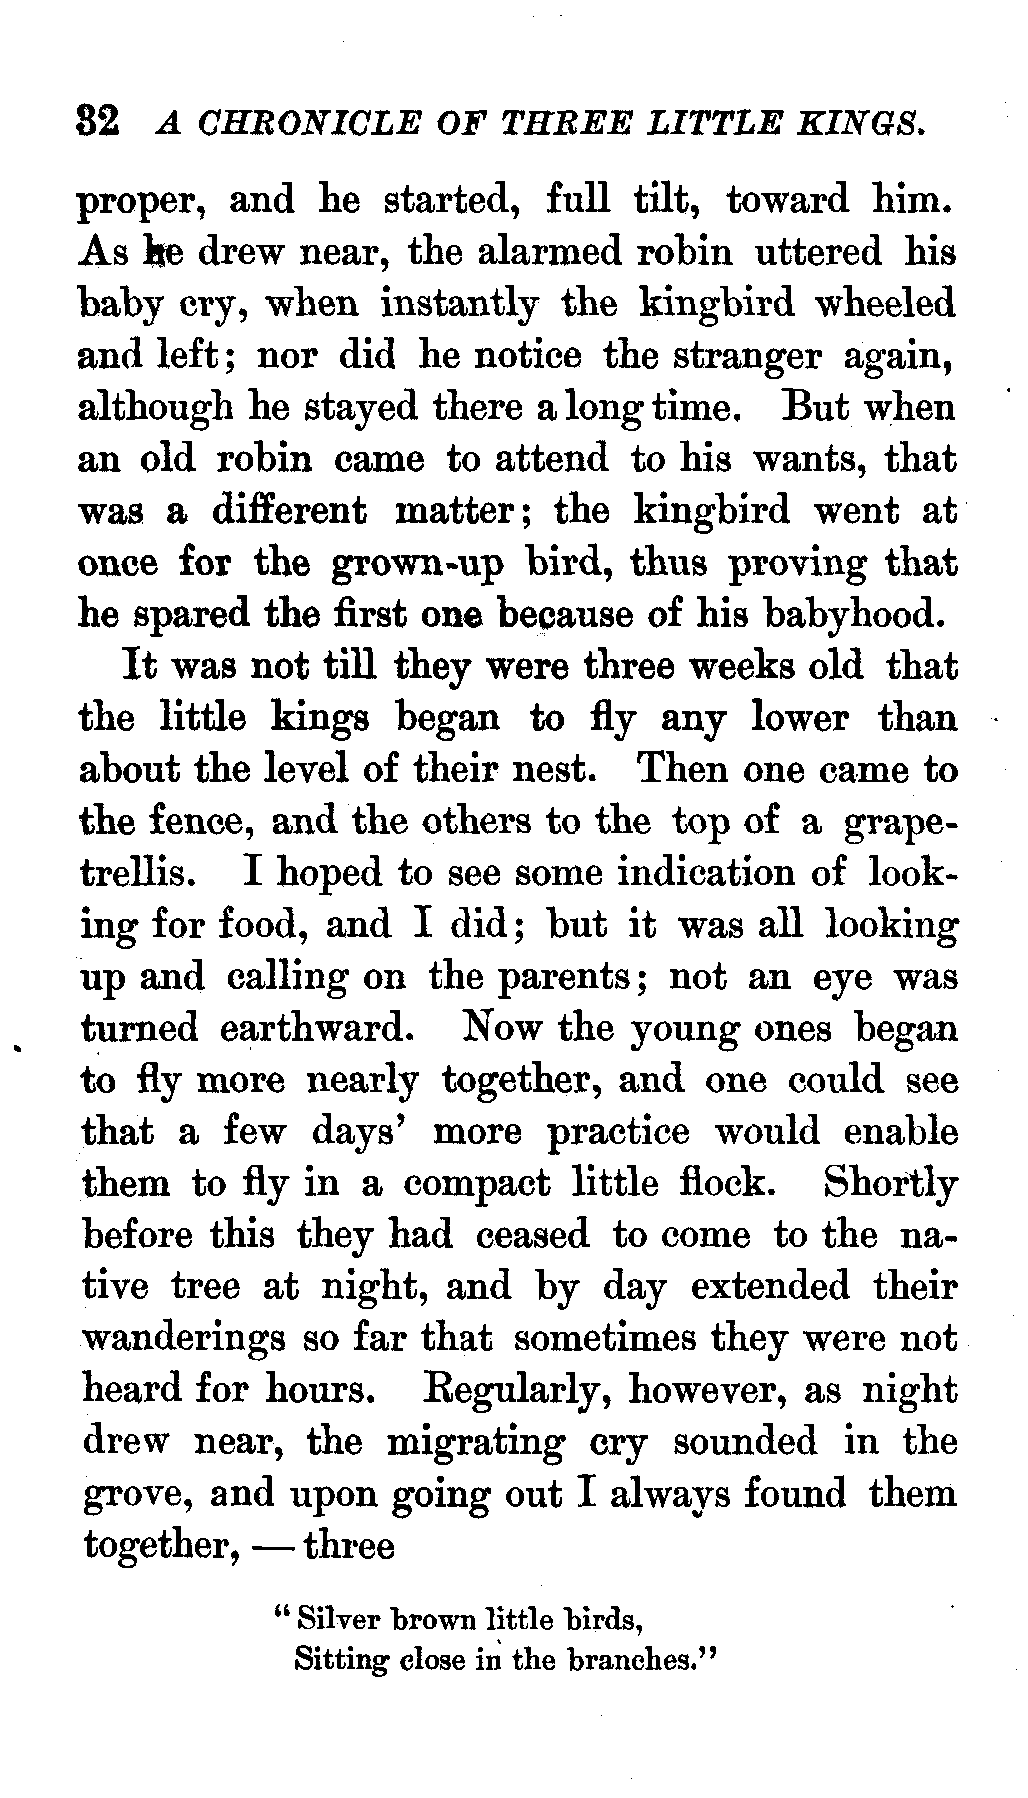 32 A CHRONICLE OF THREE LITTLE KINGS.
proper, and he started, full tilt, toward him.
As he drew near, the alarmed robin uttered his
baby cry, when instantly the kingbird wheeled
and left; nor did he notice the stranger again,
although he stayed there a long time. But when
an old robin came to attend to his wants, that
was a different matter; the kingbird went at
once for the grown-up bird, thus proving that
he spared the first one because of his babyhood.
It was not till they were three weeks old that
the little kings began to fly any lower than
about the level of their nest. Then one came to
the fence, and the others to the top of a grape-
trellis. I hoped to see some indication of look-
ing for food, and I did; but it was all looking
up and calling on the parents; not an eye was
turned earthward. Now the young ones began
to fly more nearly together, and one could see
that a few days' more practice would enable
them to fly in a compact little flock. Shortly
before this they had ceased to come to the na-
tive tree at night, and by day extended their
wanderings so far that sometimes they were not
heard for hours. Regularly, however, as night
drew near, the migrating cry sounded in the
grove, and upon going out I always found them
together, — three
"Silver brown little birds,
Sitting close in the branches."